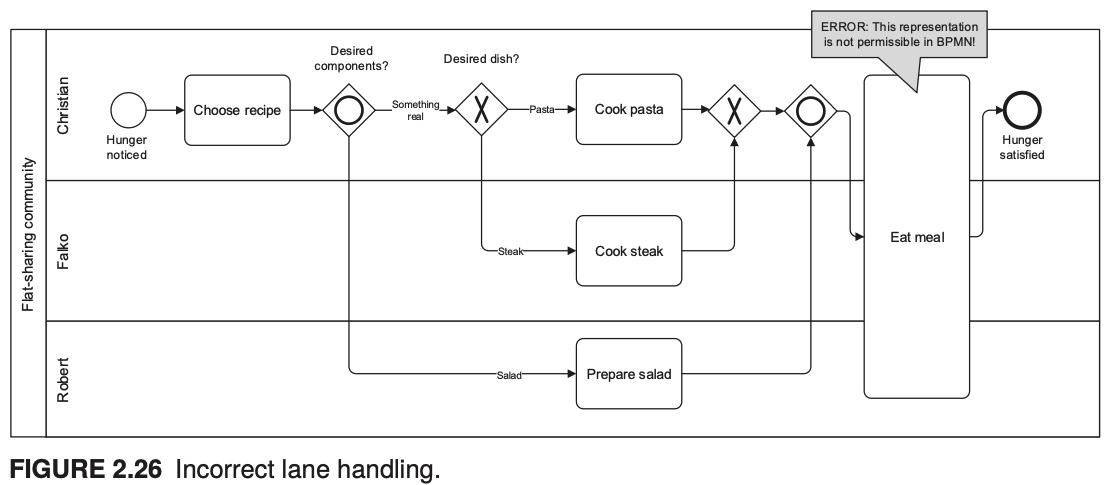 ERROR: This representation
is not permissible in BPMN!
Flat-sharing community
Christian
Hunger
noticed
Choose recipe
Desired
components?
Something
real
Desired dish?
X
Pasta
Cook pasta
X
Hunger
satisfied
Falko
Steak
Cook steak
Eat meal
Robert
Salad
Prepare salad
FIGURE 2.26 Incorrect lane handling.